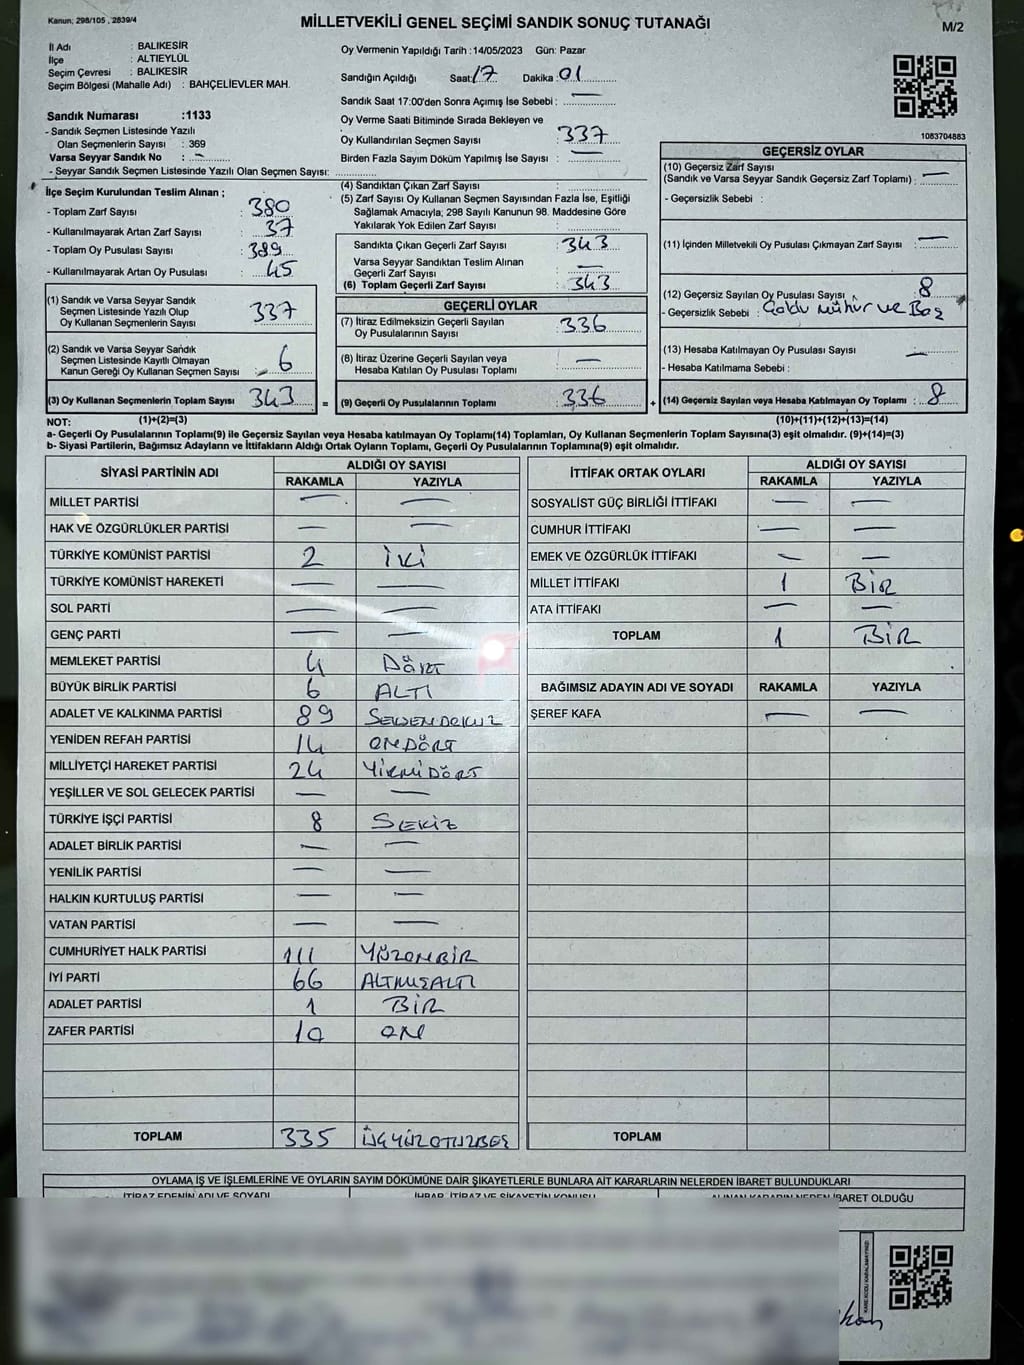 Kanun; 298/105 , 2839/4
MİLLETVEKİLİ GENEL SEÇİMİ SANDIK SONUÇ TUTANAĞI
M/2
İl Adı : BALIKESİR
İlçe : ALTIEYLÜL
Seçim Çevresi : BALIKESİR
Seçim Bölgesi (Mahalle Adı) : BAHÇELİEVLER MAH.
Sandık Numarası :1133
- Sandık Seçmen Listesinde Yazılı
Olan Seçmenlerin Sayısı : 369
Varsa Seyyar Sandık No : —
- Seyyar Sandık Seçmen Listesinde Yazılı Olan Seçmen Sayısı:
Oy Vermenin Yapıldığı Tarih :14/05/2023 Gün: Pazar
Sandığın Açıldığı Saat: 17 Dakika : 01
Sandık Saat 17:00'den Sonra Açımış İse Sebebi : —
Oy Verme Saati Bitiminde Sırada Bekleyen ve
Oy Kullandırılan Seçmen Sayısı : 337
Birden Fazla Sayım Döküm Yapılmış İse Sayısı : —
1083704883
İlçe Seçim Kurulundan Teslim Alınan ;
- Toplam Zarf Sayısı : 380
- Kullanılmayarak Artan Zarf Sayısı : 37
- Toplam Oy Pusulası Sayısı : 389
- Kullanılmayarak Artan Oy Pusulası : 45
(4) Sandıktan Çıkan Zarf Sayısı :
(5) Zarf Sayısı Oy Kullanan Seçmen Sayısından Fazla İse, Eşitliği
Sağlamak Amacıyla; 298 Sayılı Kanunun 98. Maddesine Göre
Yakılarak Yok Edilen Zarf Sayısı :
Sandıkta Çıkan Geçerli Zarf Sayısı : 343
Varsa Seyyar Sandıktan Teslim Alınan
Geçerli Zarf Sayısı : —
(6) Toplam Geçerli Zarf Sayısı : 343
GEÇERSİZ OYLAR
(10) Geçersiz Zarf Sayısı
(Sandık ve Varsa Seyyar Sandık Geçersiz Zarf Toplamı) : —
- Geçersizlik Sebebi :
(11) İçinden Milletvekili Oy Pusulası Çıkmayan Zarf Sayısı : —
(12) Geçersiz Sayılan Oy Pusulası Sayısı : 8
- Geçersizlik Sebebi : Çoklu mühür ve Boş
(13) Hesaba Katılmayan Oy Pusulası Sayısı : —
- Hesaba Katılmama Sebebi :
(14) Geçersiz Sayılan veya Hesaba Katılmayan Oy Toplamı : 8
(1) Sandık ve Varsa Seyyar Sandık
Seçmen Listesinde Yazılı Olup
Oy Kullanan Seçmenlerin Sayısı : 337
(2) Sandık ve Varsa Seyyar Sandık
Seçmen Listesinde Kayıtlı Olmayan
Kanun Gereği Oy Kullanan Seçmen Sayısı : 6
(3) Oy Kullanan Seçmenlerin Toplam Sayısı : 343 =
GEÇERLİ OYLAR
(7) İtiraz Edilmeksizin Geçerli Sayılan
Oy Pusulalarının Sayısı : 336
(8) İtiraz Üzerine Geçerli Sayılan veya
Hesaba Katılan Oy Pusulası Toplamı : —
(9) Geçerli Oy Pusulalarının Toplamı : 336 +
NOT: (1)+(2)=(3) (10)+(11)+(12)+(13)=(14)
a- Geçerli Oy Pusulalarının Toplamı(9) ile Geçersiz Sayılan veya Hesaba katılmayan Oy Toplamı(14) Toplamları, Oy Kullanan Seçmenlerin Toplam Sayısına(3) eşit olmalıdır. (9)+(14)=(3)
b- Siyasi Partilerin, Bağımsız Adayların ve İttifakların Aldığı Ortak Oyların Toplamı, Geçerli Oy Pusulalarının Toplamına(9) eşit olmalıdır.
SİYASİ PARTİNİN ADI ALDIĞI OY SAYISI
RAKAMLA YAZIYLA
MİLLET PARTİSİ — —
HAK VE ÖZGÜRLÜKLER PARTİSİ — —
TÜRKİYE KOMÜNİST PARTİSİ 2 İKİ
TÜRKİYE KOMÜNİST HAREKETİ — —
SOL PARTİ — —
GENÇ PARTİ — —
MEMLEKET PARTİSİ 4 DÖRT
BÜYÜK BİRLİK PARTİSİ 6 ALTI
ADALET VE KALKINMA PARTİSİ 89 SEKSENDOKUZ
YENİDEN REFAH PARTİSİ 14 ONDÖRT
MİLLİYETÇİ HAREKET PARTİSİ 24 YİRMİDÖRT
YEŞİLLER VE SOL GELECEK PARTİSİ — —
TÜRKİYE İŞÇİ PARTİSİ 8 SEKİZ
ADALET BİRLİK PARTİSİ — —
YENİLİK PARTİSİ — —
HALKIN KURTULUŞ PARTİSİ — —
VATAN PARTİSİ — —
CUMHURİYET HALK PARTİSİ 111 YÜZONBİR
İYİ PARTİ 66 ALTMIŞALTI
ADALET PARTİSİ 1 BİR
ZAFER PARTİSİ 10 ON
TOPLAM 335 ÜÇYÜZOTUZBEŞ
İTTİFAK ORTAK OYLARI ALDIĞI OY SAYISI
RAKAMLA YAZIYLA
SOSYALİST GÜÇ BİRLİĞİ İTTİFAKI — —
CUMHUR İTTİFAKI — —
EMEK VE ÖZGÜRLÜK İTTİFAKI — —
MİLLET İTTİFAKI 1 BİR
ATA İTTİFAKI — —
TOPLAM 1 BİR
BAĞIMSIZ ADAYIN ADI VE SOYADI RAKAMLA YAZIYLA
ŞEREF KAFA — —
TOPLAM
OYLAMA İŞ VE İŞLEMLERİNE VE OYLARIN SAYIM DÖKÜMÜNE DAİR ŞİKAYETLERLE BUNLARA AİT KARARLARIN NELERDEN İBARET BULUNDUKLARI
İTİRAZ EDENİN ADI VE SOYADI İHBAR, İTİRAZ VE ŞİKAYETİN KONUSU ALINAN KARARIN NEDEN İBARET OLDUĞU